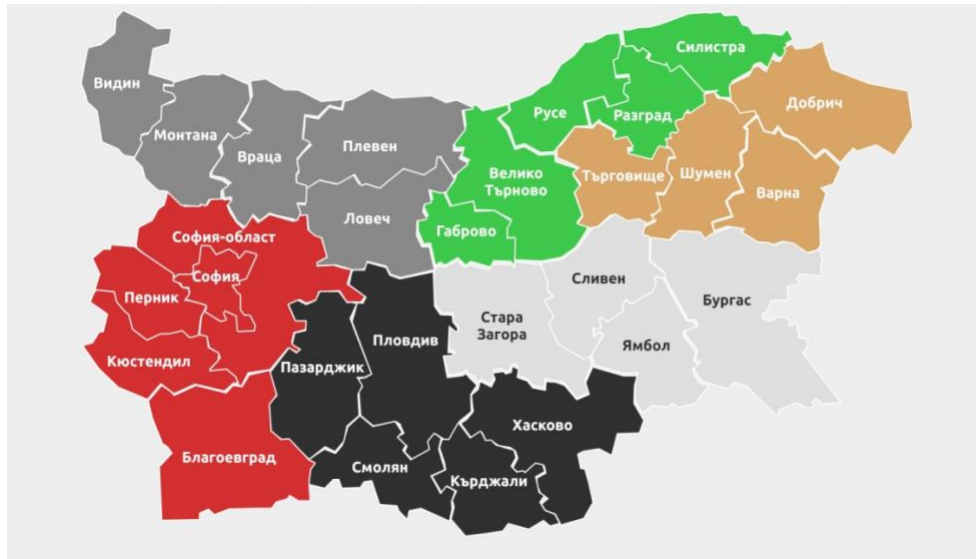 Силистра
Видин
Добрич
Русе
Разград
Монтана
Плевен
Враца
Велико
Търново
Търговище
Шумен
Варна
Ловеч
Габрово
София-област
София
Сливен
Перник
Бургас
Стара
Загора
Пловдив
Ямбол
Кюстендил
Пазарджик
Хасково
Благоевград
Смолян
Кърджали